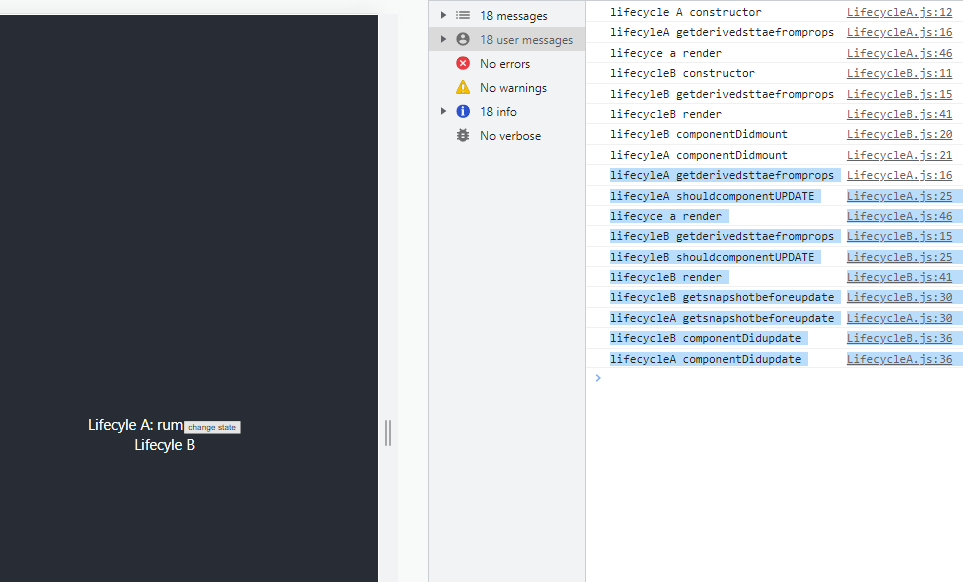 Lifecyle A: rum change state
Lifecyle B
18 messages
18 user messages
No errors
No warnings
18 info
No verbose
lifecycle A constructor LifecycleA.js:12
lifecyleA getderivedsttaefromprops LifecycleA.js:16
lifecyce a render LifecycleA.js:46
lifecycleB constructor LifecycleB.js:11
lifecyleB getderivedsttaefromprops LifecycleB.js:15
lifecycleB render LifecycleB.js:41
lifecyleB componentDidmount LifecycleB.js:20
lifecyleA componentDidmount LifecycleA.js:21
lifecyleA getderivedsttaefromprops LifecycleA.js:16
lifecyleA shouldcomponentUPDATE LifecycleA.js:25
lifecyce a render LifecycleA.js:46
lifecyleB getderivedsttaefromprops LifecycleB.js:15
lifecyleB shouldcomponentUPDATE LifecycleB.js:25
lifecycleB render LifecycleB.js:41
lifecycleB getsnapshotbeforeupdate LifecycleB.js:30
lifecycleA getsnapshotbeforeupdate LifecycleA.js:30
lifecycleB componentDidupdate LifecycleB.js:36
lifecycleA componentDidupdate LifecycleA.js:36